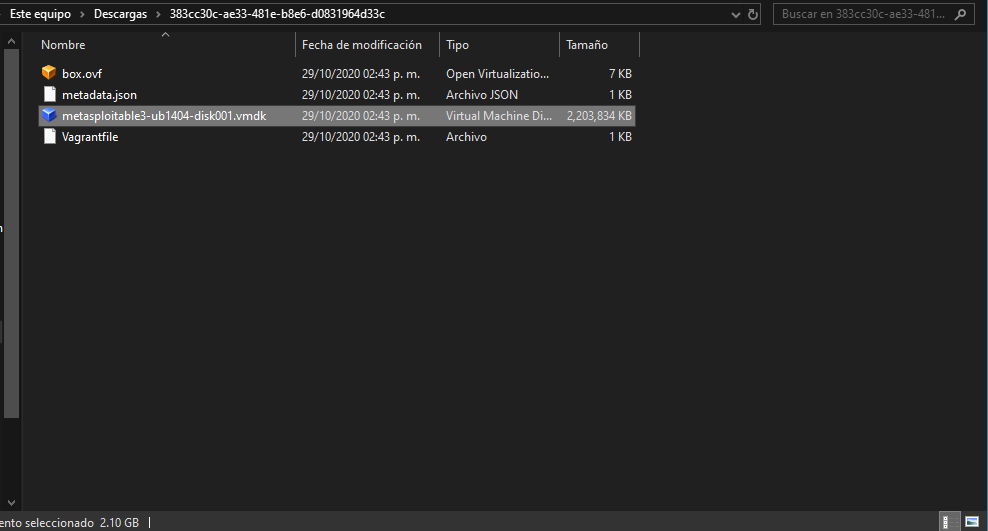 Este equipo > Descargas > 383cc30c-ae33-481e-b8e6-d0831964d33c
Buscar en 383cc30c-ae33-481...
Nombre Fecha de modificación Tipo Tamaño
box.ovf 29/10/2020 02:43 p. m. Open Virtualizatio... 7 KB
metadata.json 29/10/2020 02:43 p. m. Archivo JSON 1 KB
metasploitable3-ub1404-disk001.vmdk 29/10/2020 02:43 p. m. Virtual Machine Di... 2,203,834 KB
Vagrantfile 29/10/2020 02:43 p. m. Archivo 1 KB
ento seleccionado 2.10 GB